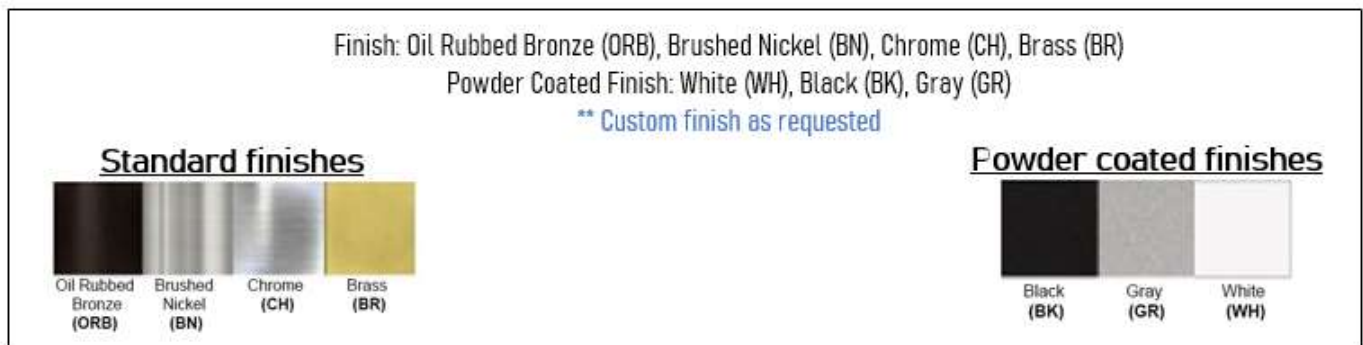 Finish: Oil Rubbed Bronze (ORB), Brushed Nickel (BN), Chrome (CH), Brass (BR)
Powder Coated Finish: White (WH), Black (BK), Gray (GR)
** Custom finish as requested
Standard finishes
Oil Rubbed
Bronze
(ORB)
Brushed
Nickel
(BN)
Chrome
(CH)
Brass
(BR)
Powder coated finishes
Black
(BK)
Gray
(GR)
White
(WH)